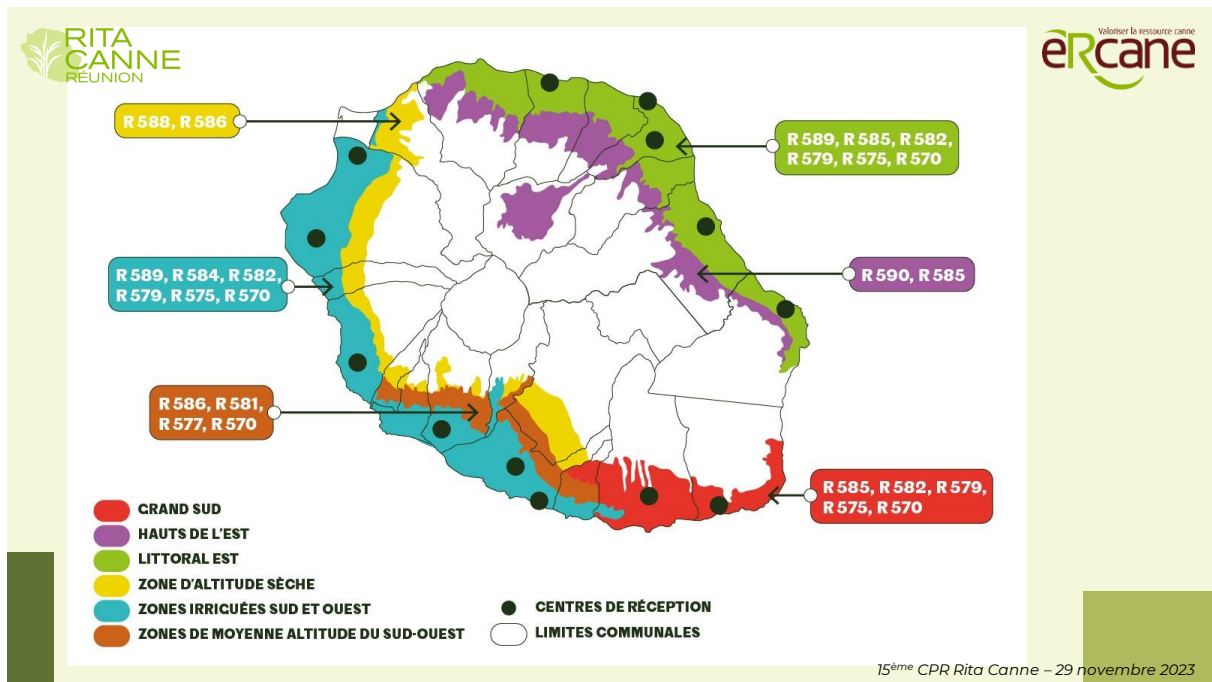 RITA
CANNE
RÉUNION
Valoriser la ressource canne
eRcane
R 588, R 586
R 589, R 585, R 582,
R 579, R 575, R 570
R 589, R 584, R 582,
R 579, R 575, R 570
R 590, R 585
R 586, R 581,
R 577, R 570
R 585, R 582, R 579,
R 575, R 570
GRAND SUD
HAUTS DE L'EST
LITTORAL EST
ZONE D'ALTITUDE SÈCHE
ZONES IRRIGUÉES SUD ET OUEST
ZONES DE MOYENNE ALTITUDE DU SUD-OUEST
CENTRES DE RÉCEPTION
LIMITES COMMUNALES
15ème CPR Rita Canne – 29 novembre 2023